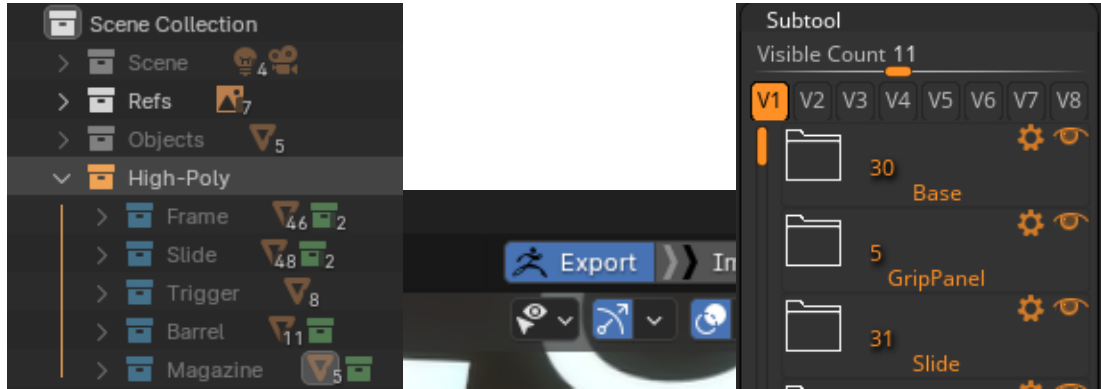 Scene Collection
Scene 4
Refs 7
Objects 5
High-Poly
Frame 46 2
Slide 48 2
Trigger 8
Barrel 11
Magazine 5
Export
Subtool
Visible Count 11
V1 V2 V3 V4 V5 V6 V7 V8
30
Base
5
GripPanel
31
Slide